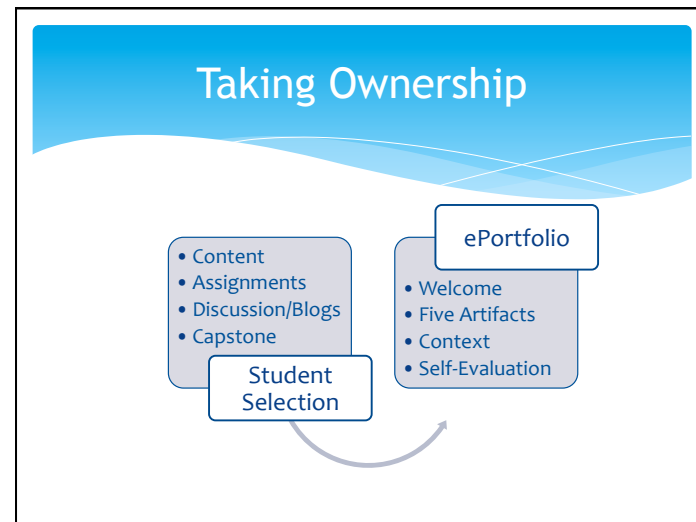 Taking Ownership
• Content
• Assignments
• Discussion/Blogs
• Capstone
Student
Selection
ePortfolio
• Welcome
• Five Artifacts
• Context
• Self-Evaluation